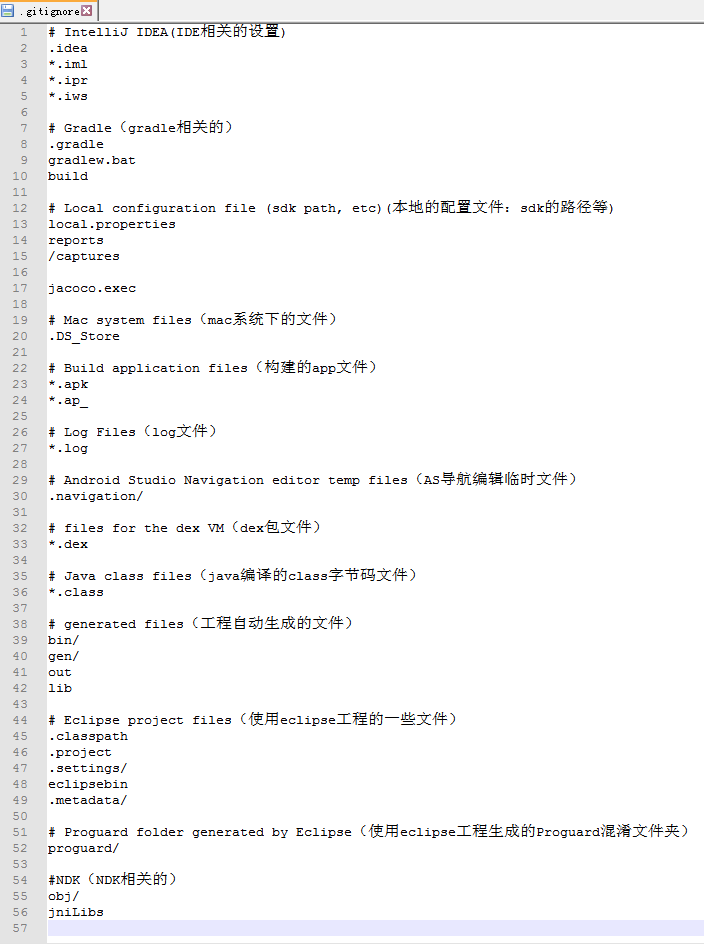 .gitignore
1 # IntelliJ IDEA(IDE相关的设置)
2 .idea
3 *.iml
4 *.ipr
5 *.iws
6
7 # Gradle（gradle相关的）
8 .gradle
9 gradlew.bat
10 build
11
12 # Local configuration file (sdk path, etc)(本地的配置文件：sdk的路径等)
13 local.properties
14 reports
15 /captures
16
17 jacoco.exec
18
19 # Mac system files（mac系统下的文件）
20 .DS_Store
21
22 # Build application files（构建的app文件）
23 *.apk
24 *.ap_
25
26 # Log Files（log文件）
27 *.log
28
29 # Android Studio Navigation editor temp files（AS导航编辑临时文件）
30 .navigation/
31
32 # files for the dex VM（dex包文件）
33 *.dex
34
35 # Java class files（java编译的class字节码文件）
36 *.class
37
38 # generated files（工程自动生成的文件）
39 bin/
40 gen/
41 out
42 lib
43
44 # Eclipse project files（使用eclipse工程的一些文件）
45 .classpath
46 .project
47 .settings/
48 eclipsebin
49 .metadata/
50
51 # Proguard folder generated by Eclipse（使用eclipse工程生成的Proguard混淆文件夹）
52 proguard/
53
54 #NDK（NDK相关的）
55 obj/
56 jniLibs
57